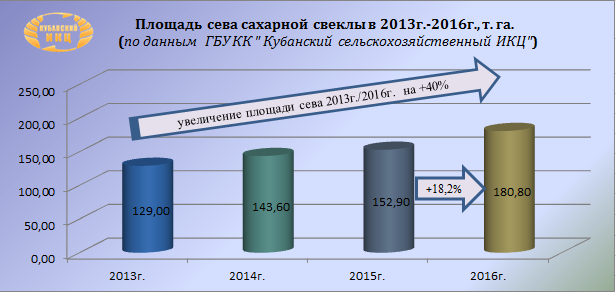 КУБАНСКИЙ
ИКЦ
Площадь сева сахарной свеклы в 2013г.-2016г., т. га.
(по данным ГБУ КК " Кубанский сельскохозяйственный ИКЦ")
увеличение площади сева 2013г./2016г. на +40%
250,00
200,00
150,00
100,00
50,00
0,00
129,00
143,60
152,90
+18,2%
180,80
2013г.
2014г.
2015г.
2016г.